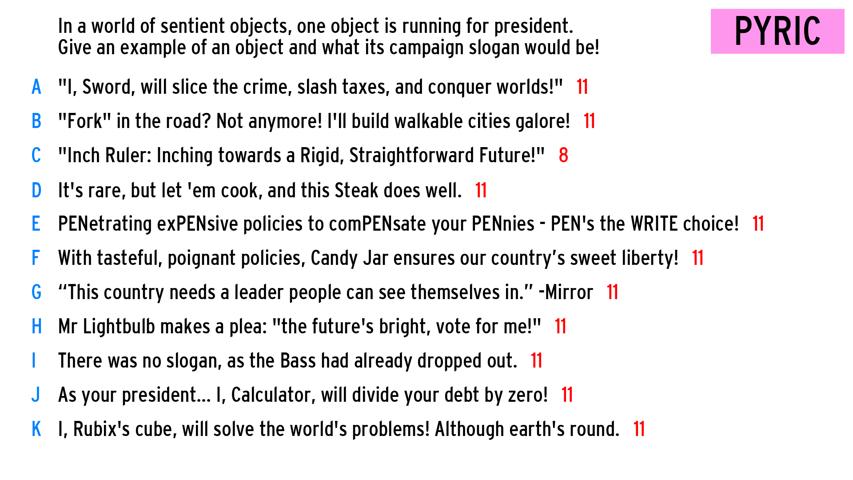 In a world of sentient objects, one object is running for president.
Give an example of an object and what its campaign slogan would be!
PYRIC
A "I, Sword, will slice the crime, slash taxes, and conquer worlds!" 11
B "Fork" in the road? Not anymore! I'll build walkable cities galore! 11
C "Inch Ruler: Inching towards a Rigid, Straightforward Future!" 8
D It's rare, but let 'em cook, and this Steak does well. 11
E PENetrating exPENsive policies to comPENsate your PENnies - PEN's the WRITE choice! 11
F With tasteful, poignant policies, Candy Jar ensures our country’s sweet liberty! 11
G “This country needs a leader people can see themselves in.” -Mirror 11
H Mr Lightbulb makes a plea: "the future's bright, vote for me!" 11
I There was no slogan, as the Bass had already dropped out. 11
J As your president... I, Calculator, will divide your debt by zero! 11
K I, Rubix's cube, will solve the world's problems! Although earth's round. 11